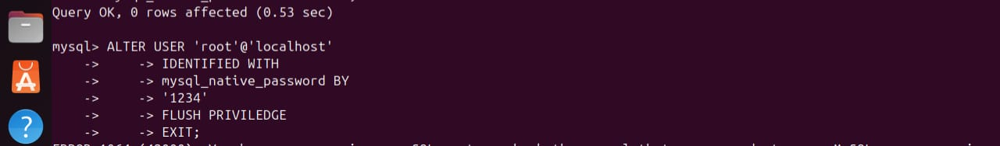 Query OK, 0 rows affected (0.53 sec)
mysql> ALTER USER 'root'@'localhost'
    ->     -> IDENTIFIED WITH
    ->     -> mysql_native_password BY
    ->     -> '1234'
    ->     -> FLUSH PRIVILEDGE
    ->     -> EXIT;